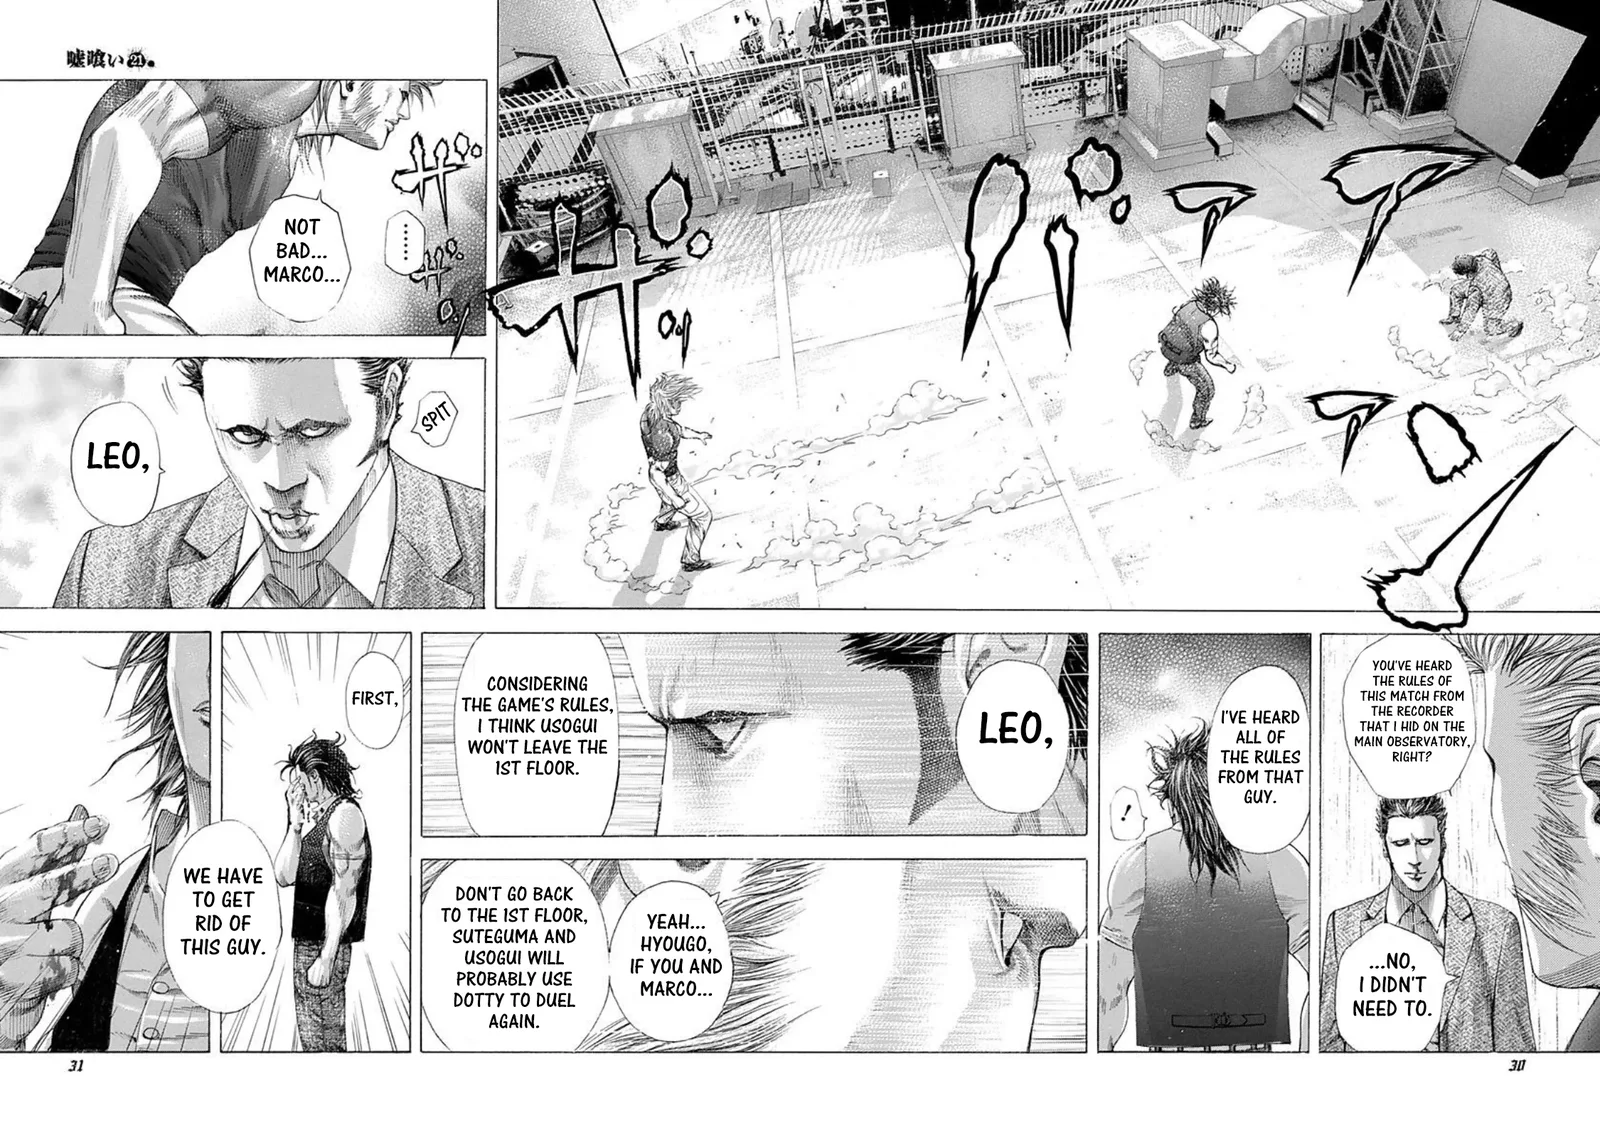 嘘喰い 21
........
NOT
BAD...
MARCO...
SPIT
LEO,
YOU'VE HEARD
THE RULES OF
THIS MATCH FROM
THE RECORDER
THAT I HID ON THE
MAIN OBSERVATORY,
RIGHT?
...NO,
I DIDN'T
NEED TO.
I'VE HEARD
ALL OF
THE RULES
FROM THAT
GUY.
!
LEO,
CONSIDERING
THE GAME'S RULES,
I THINK USOGUI
WON'T LEAVE THE
1ST FLOOR.
YEAH...
HYOUGO,
IF YOU AND
MARCO...
DON'T GO BACK
TO THE 1ST FLOOR,
SUTEGUMA AND
USOGUI WILL
PROBABLY USE
DOTTY TO DUEL
AGAIN.
FIRST,
WE HAVE
TO GET
RID OF
THIS GUY.
30
31